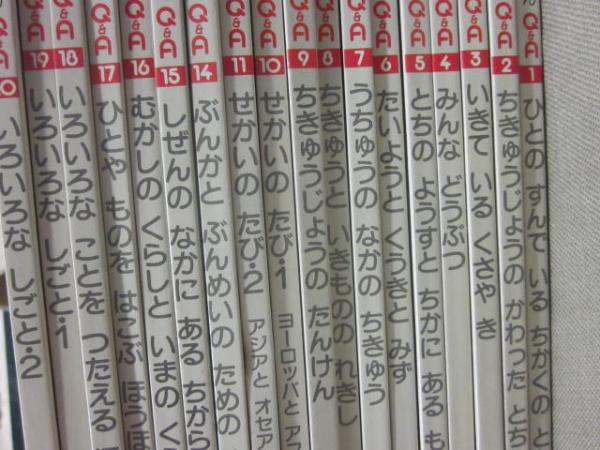 Q&A 1 ひとの すんで いる ちかくの と
Q&A 2 ちきゅうじょうの かわった とち
Q&A 3 いきて いる くさや き
Q&A 4 みんな どうぶつ
Q&A 5 とちの ようすと ちかに ある も
Q&A 6 たいようと くうきと みず
Q&A 7 うちゅうの なかの ちきゅう
Q&A 8 ちきゅうと いきものの れきし
Q&A 9 ちきゅうじょうの たんけん
Q&A 10 せかいの たび・1 ヨーロッパと ア
Q&A 11 せかいの たび・2 アジアと オセア
Q&A 14 ぶんかと ぶんめいの ための
Q&A 15 しぜんの なかに ある ちから
Q&A 16 むかしの くらしと いまの く
Q&A 17 ひとや ものを はこぶ ほうほ
Q&A 18 いろいろな ことを つたえる
Q&A 19 いろいろな しごと・1
いろいろな しごと・2